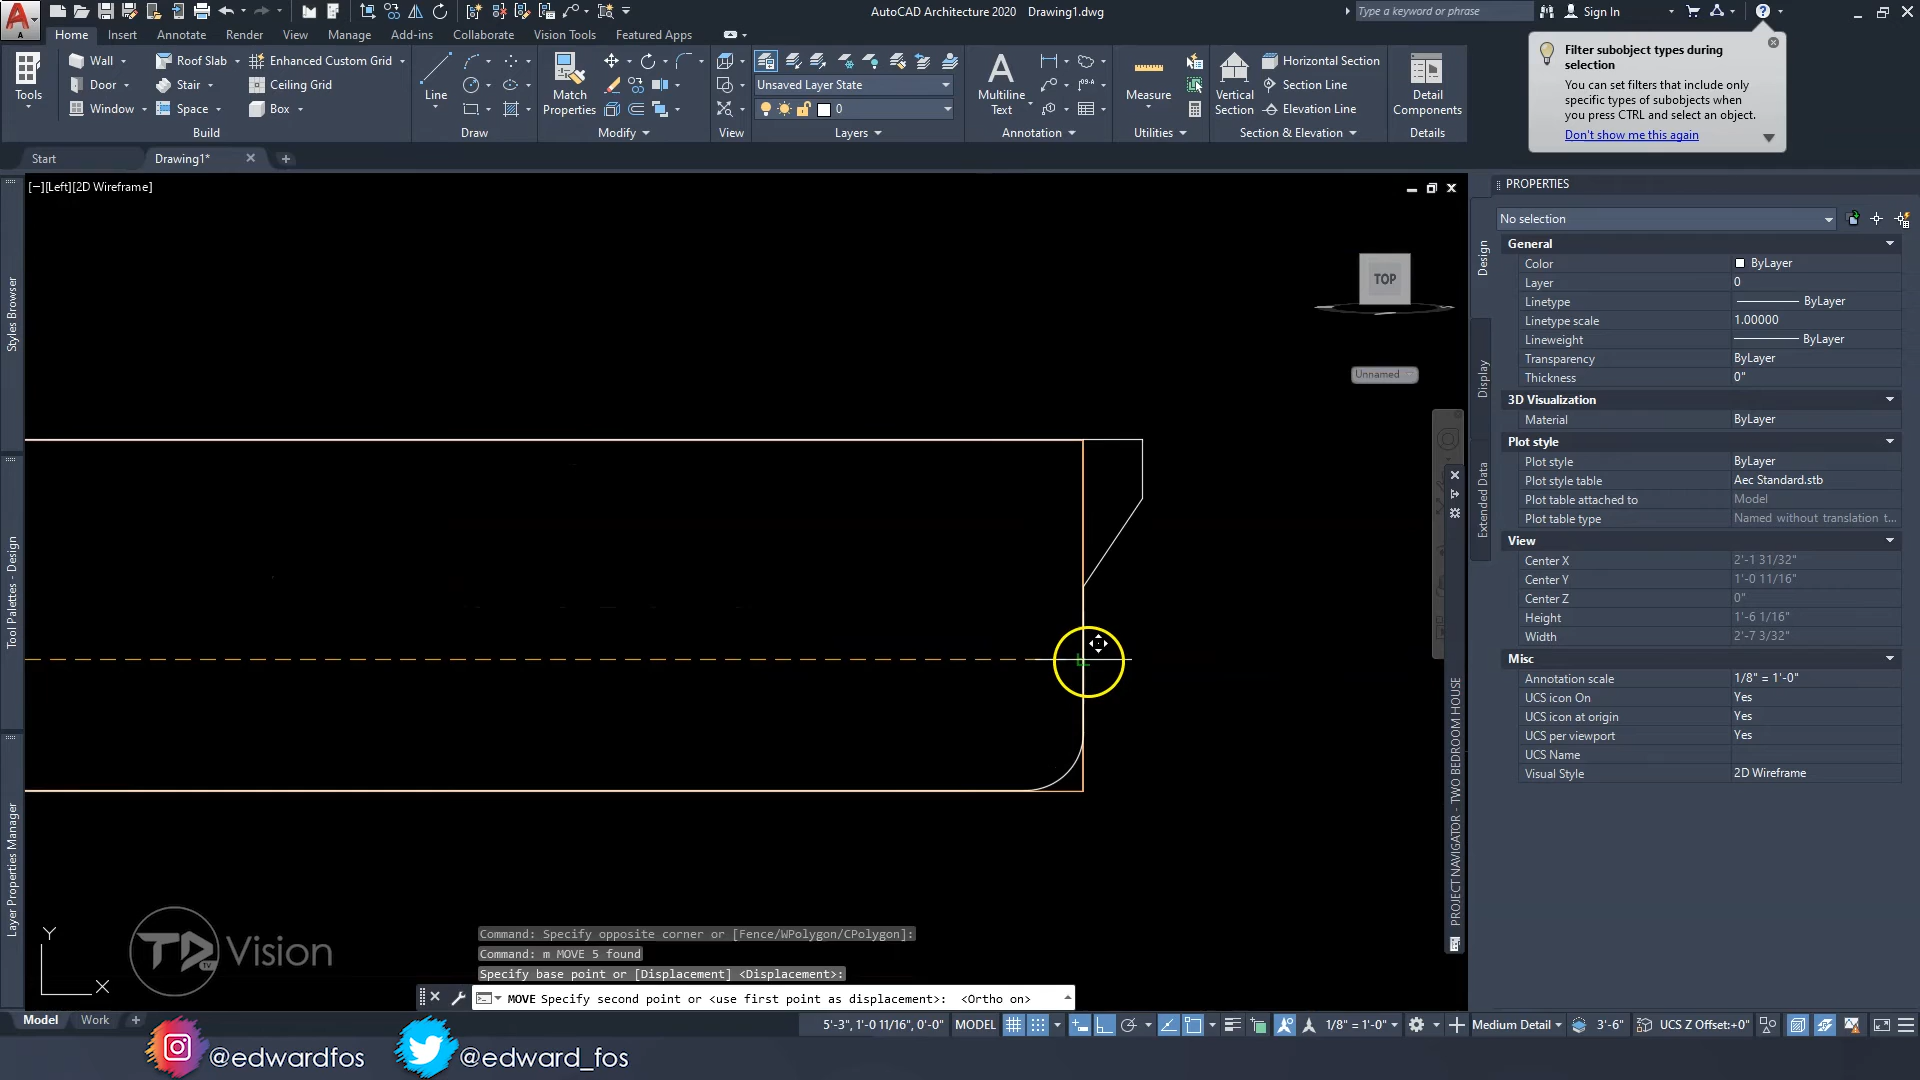 AutoCAD Architecture 2020 Drawing1.dwg
Type a keyword or phrase
Sign In
Home Insert Annotate Render View Manage Add-ins Collaborate Vision Tools Featured Apps
Tools
Wall Roof Slab Enhanced Custom Grid
Door Stair Ceiling Grid
Window Space Box
Build
Line
Draw
Match
Properties
Modify
View
Unsaved Layer State
0
Layers
Multiline
Text
Annotation
Measure
Utilities
Vertical
Section
Horizontal Section
Section Line
Elevation Line
Section & Elevation
Detail
Components
Details
Filter subobject types during
selection
You can set filters that include only
specific types of subobjects when
you press CTRL and select an object.
Don't show me this again
Start Drawing1*
[−][Left][2D Wireframe]
TOP
Unnamed
Styles Browser
Tool Palettes - Design
Layer Properties Manager
Design
Display
Extended Data
PROJECT NAVIGATOR - TWO BEDROOM HOUSE
PROPERTIES
No selection
General
Color ByLayer
Layer 0
Linetype ByLayer
Linetype scale 1.00000
Lineweight ByLayer
Transparency ByLayer
Thickness 0"
3D Visualization
Material ByLayer
Plot style
Plot style ByLayer
Plot style table Aec Standard.stb
Plot table attached to Model
Plot table type Named without translation t...
View
Center X 2'-1 31/32"
Center Y 1'-0 11/16"
Center Z 0"
Height 1'-6 1/16"
Width 2'-7 3/32"
Misc
Annotation scale 1/8" = 1'-0"
UCS icon On Yes
UCS icon at origin Yes
UCS per viewport Yes
UCS Name
Visual Style 2D Wireframe
TD Vision
TV
Y
X
Command: Specify opposite corner or [Fence/WPolygon/CPolygon]:
Command: m MOVE 5 found
Specify base point or [Displacement] <Displacement>:
MOVE Specify second point or <use first point as displacement>: <Ortho on>
Model Work
5'-3", 1'-0 11/16", 0'-0" MODEL 1/8" = 1'-0" Medium Detail 3'-6" UCS Z Offset:+0"
@edwardfos @edward_fos